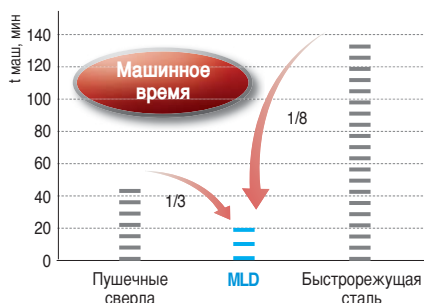 t маш, мин
140
120
100
80
60
40
20
0
Машинное
время
1/8
1/3
Пушечные
сверла
MLD
Быстрорежущая
сталь